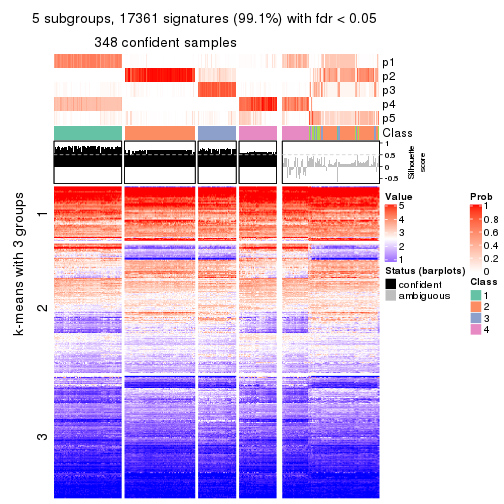 5 subgroups, 17361 signatures (99.1%) with fdr < 0.05
348 confident samples
p1
p2
p3
p4
p5
Class
1
0.5
0
-0.5
Silhouette
score
k-means with 3 groups
1
2
3
Value
5
4
3
2
1
Status (barplots)
confident
ambiguous
Prob
1
0.8
0.6
0.4
0.2
0
Class
1
2
3
4